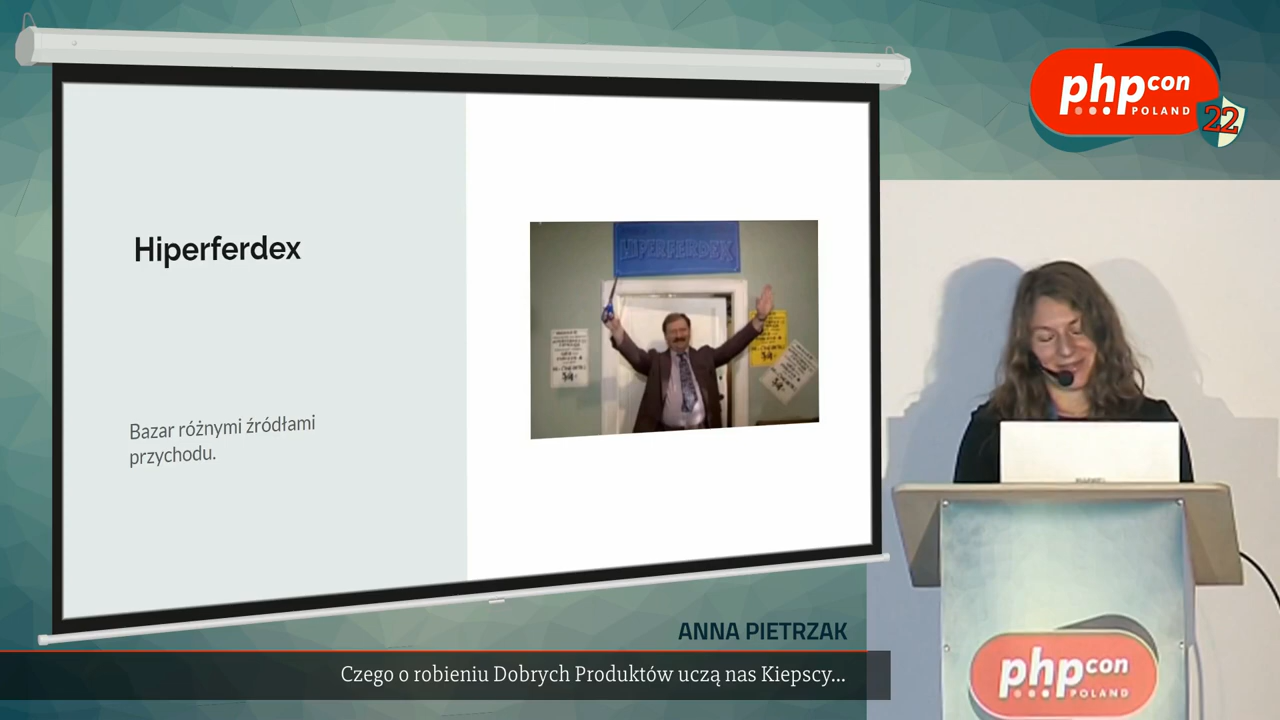 php con
POLAND
22
Hiperferdex
HIPERFERDEX
Bazar różnymi źródłami
przychodu.
ANNA PIETRZAK
Czego o robieniu Dobrych Produktów uczą nas Kiepscy...
php con
POLAND